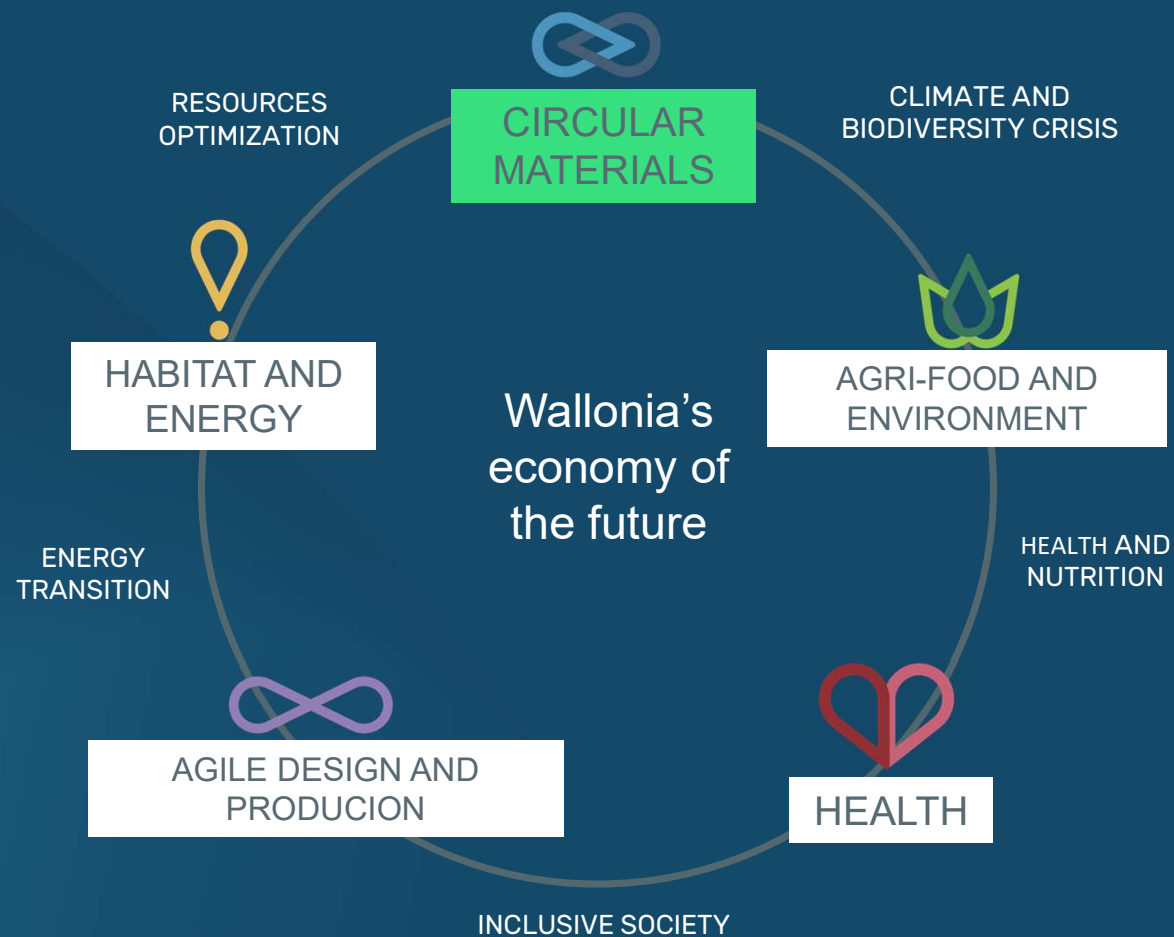 RESOURCES
OPTIMIZATION
CIRCULAR
MATERIALS
CLIMATE AND
BIODIVERSITY CRISIS
HABITAT AND
ENERGY
Wallonia’s
economy of
the future
AGRI-FOOD AND
ENVIRONMENT
ENERGY
TRANSITION
HEALTH AND
NUTRITION
AGILE DESIGN AND
PRODUCION
HEALTH
INCLUSIVE SOCIETY